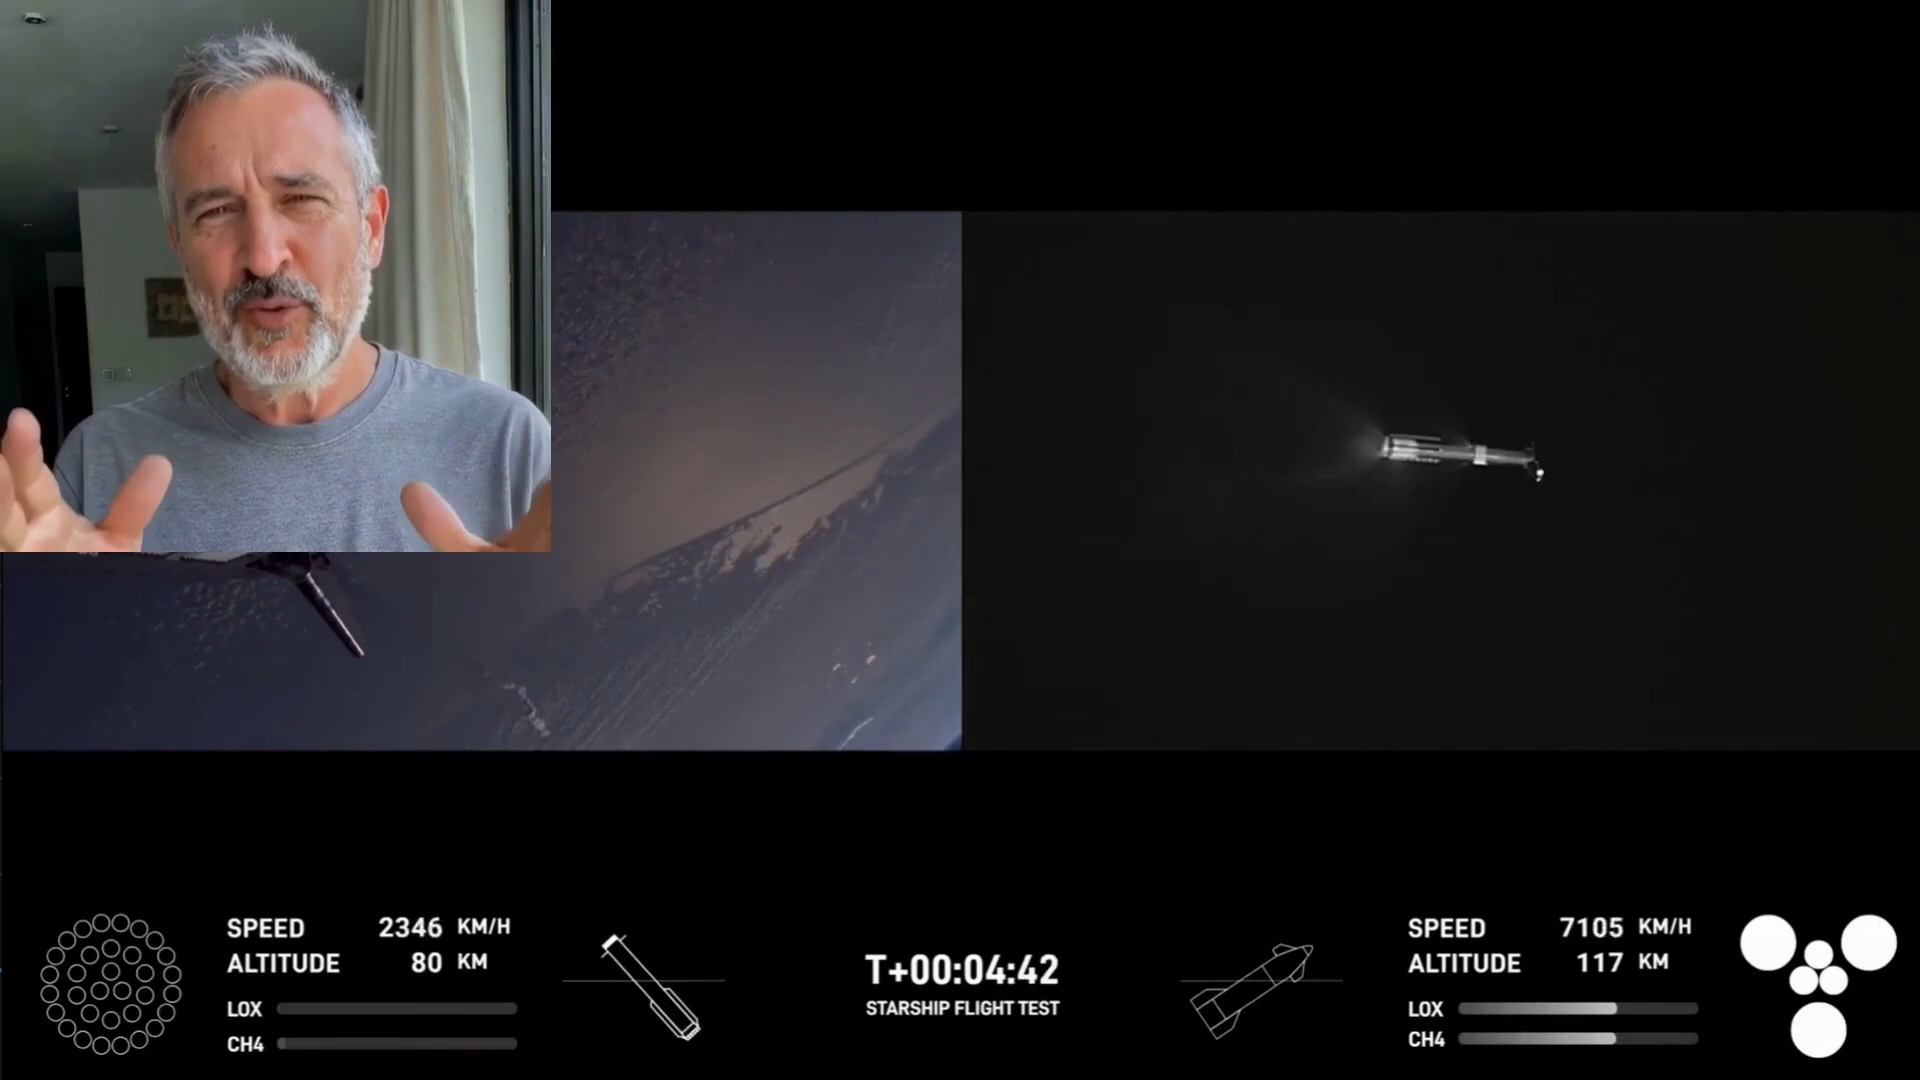 SPEED 2346 KM/H
ALTITUDE 80 KM
LOX
CH4
T+00:04:42
STARSHIP FLIGHT TEST
SPEED 7105 KM/H
ALTITUDE 117 KM
LOX
CH4